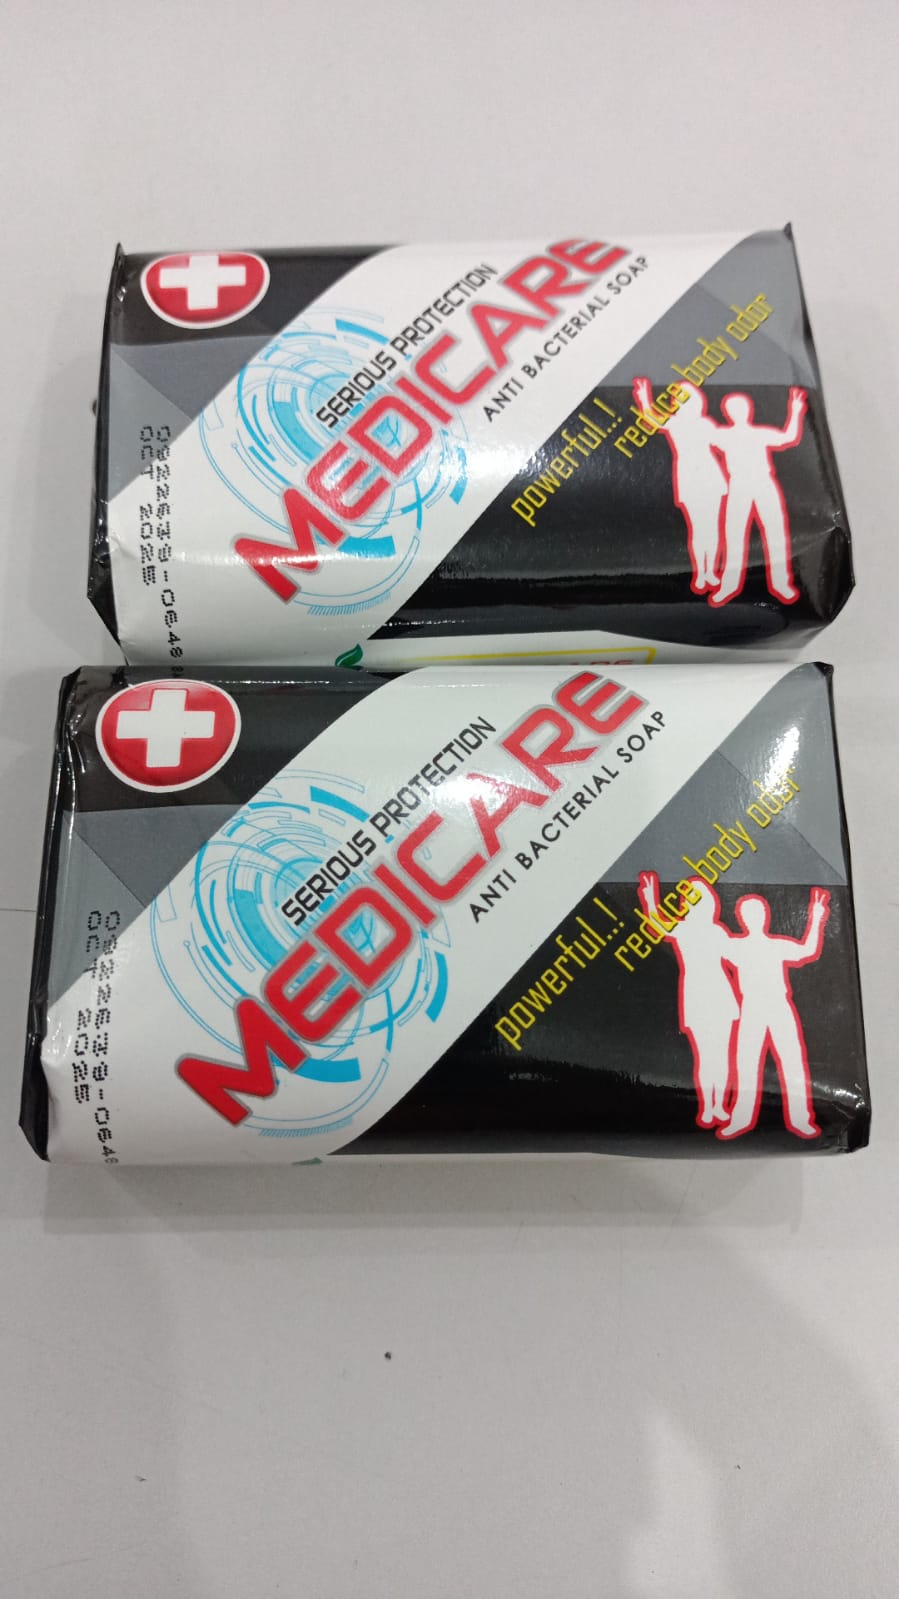 SERIOUS PROTECTION
MEDICARE
ANTI BACTERIAL SOAP
powerful..!
reduce body odor
OCT 2025
SERIOUS PROTECTION
MEDICARE
ANTI BACTERIAL SOAP
powerful..!
reduce body odor
OCT 2025